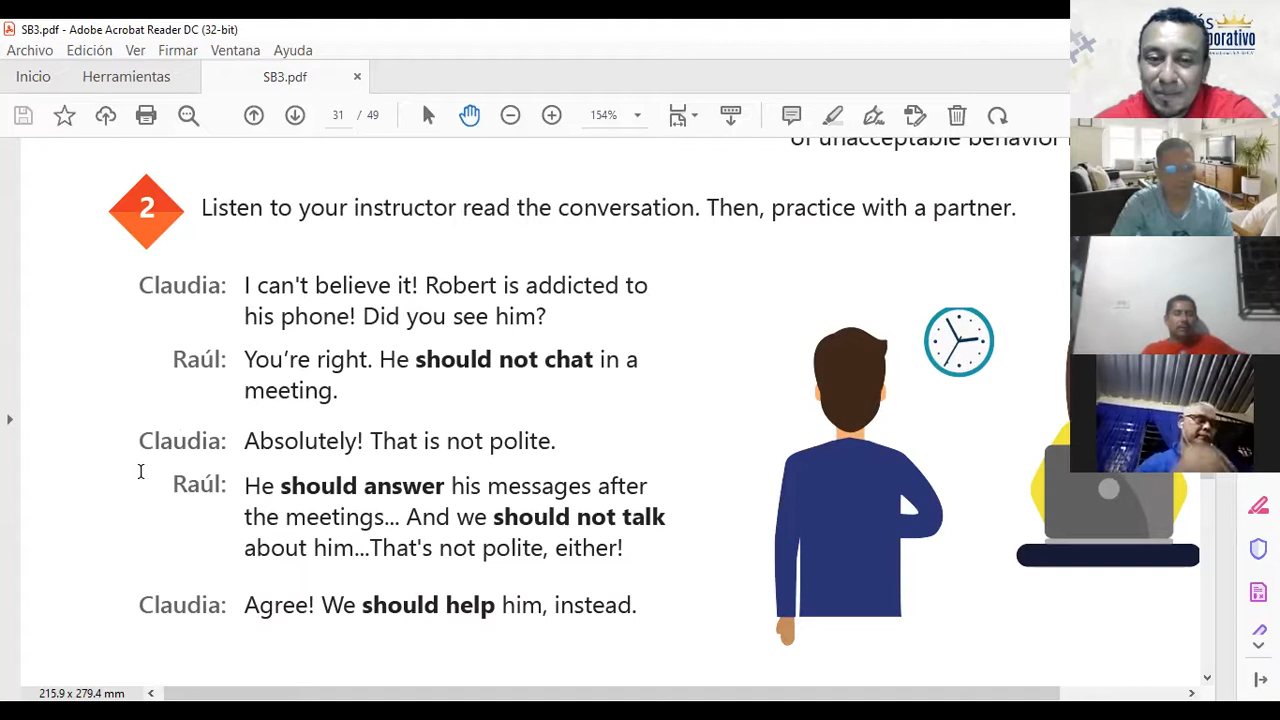 SB3.pdf - Adobe Acrobat Reader DC (32-bit)
Archivo Edición Ver Firmar Ventana Ayuda
Inicio Herramientas SB3.pdf ×
31 / 49 154%
of unacceptable behavior
2 Listen to your instructor read the conversation. Then, practice with a partner.
Claudia: I can't believe it! Robert is addicted to
his phone! Did you see him?
Raúl: You're right. He should not chat in a
meeting.
Claudia: Absolutely! That is not polite.
Raúl: He should answer his messages after
the meetings... And we should not talk
about him...That's not polite, either!
Claudia: Agree! We should help him, instead.
215.9 x 279.4 mm